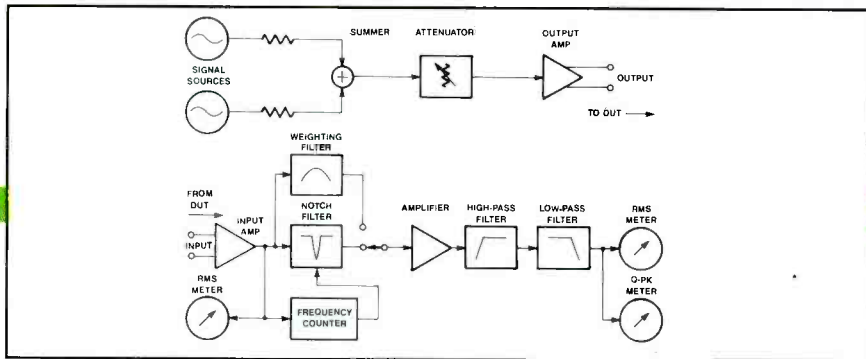 SUMMER
ATTENUATOR
OUTPUT
AMP
SIGNAL
SOURCES
OUTPUT
TO DUT
WEIGHTING
FILTER
FROM
DUT
INPUT
AMP
INPUT
NOTCH
FILTER
AMPLIFIER
HIGH-PASS
FILTER
LOW-PASS
FILTER
RMS
METER
RMS
METER
FREQUENCY
COUNTER
Q-PK
METER